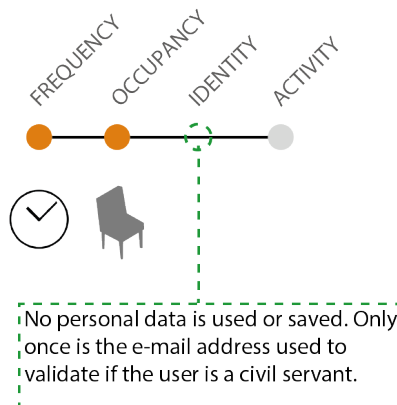 FREQUENCY
OCCUPANCY
IDENTITY
ACTIVITY
No personal data is used or saved. Only
once is the e-mail address used to
validate if the user is a civil servant.